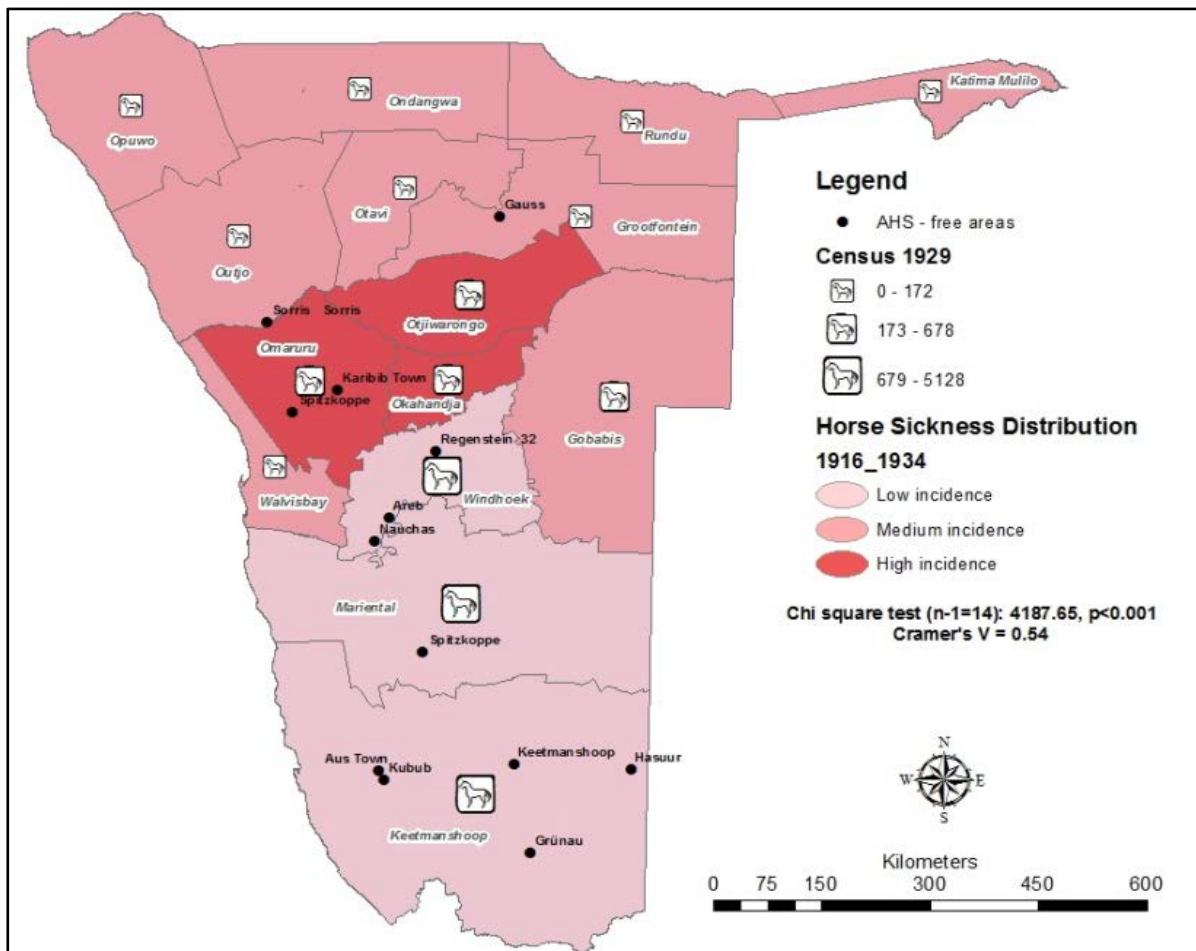 Katima Mulilo
Ondangwa
Rundu
Opuwo
Legend
AHS - free areas
Census 1929
0 - 172
173 - 678
679 - 5128
Horse Sickness Distribution
1916_1934
Low incidence
Medium incidence
High incidence
Chi square test (n-1=14): 4187.65, p<0.001
Cramer's V = 0.54
Otavi
Gauss
Grootfontein
Outjo
Sorris Sorris
Otjiwarongo
Omaruru
Karibib Town
Spitzkoppe
Okahandja
Gobabis
Regenstein 32
Walvisbay
Windhoek
Areb
Nauchas
Mariental
Spitzkoppe
Aus Town
Kubub
Keetmanshoop
Hasuur
Keetmanshoop
Grünau
N
W E
S
Kilometers
0 75 150 300 450 600